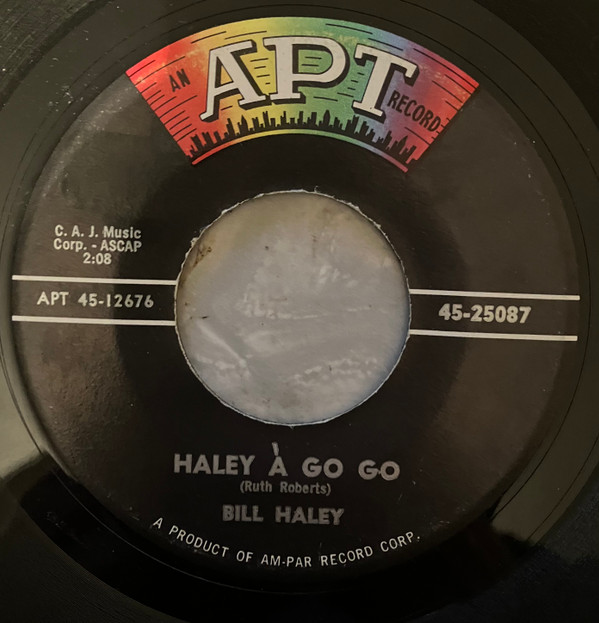 AN APT RECORD
C. A. J. Music
Corp. - ASCAP
2:08
APT 45-12676
45-25087
HALEY À GO GO
(Ruth Roberts)
BILL HALEY
A PRODUCT OF AM-PAR RECORD CORP.